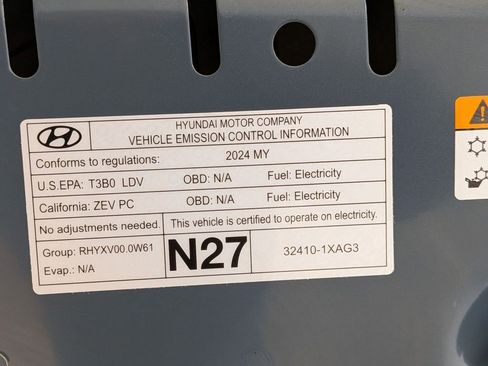 HYUNDAI MOTOR COMPANY
VEHICLE EMISSION CONTROL INFORMATION
Conforms to regulations: 2024 MY
U.S.EPA: T3B0 LDV OBD: N/A Fuel: Electricity
California: ZEV PC OBD: N/A Fuel: Electricity
No adjustments needed. This vehicle is certified to operate on electricity.
Group: RHYXV00.0W61
Evap.: N/A
N27
32410-1XAG3